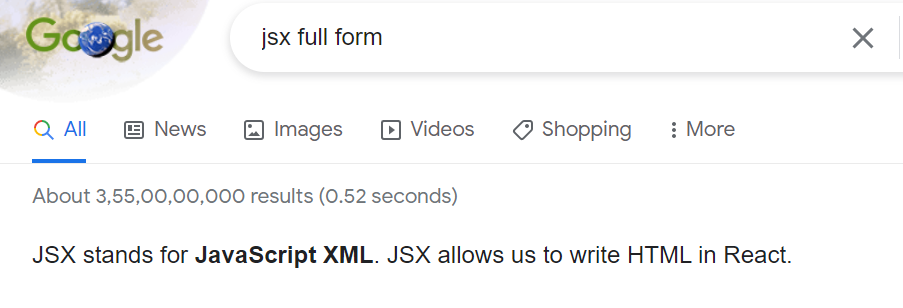 Google
jsx full form
All News Images Videos Shopping More
About 3,55,00,00,000 results (0.52 seconds)
JSX stands for JavaScript XML. JSX allows us to write HTML in React.